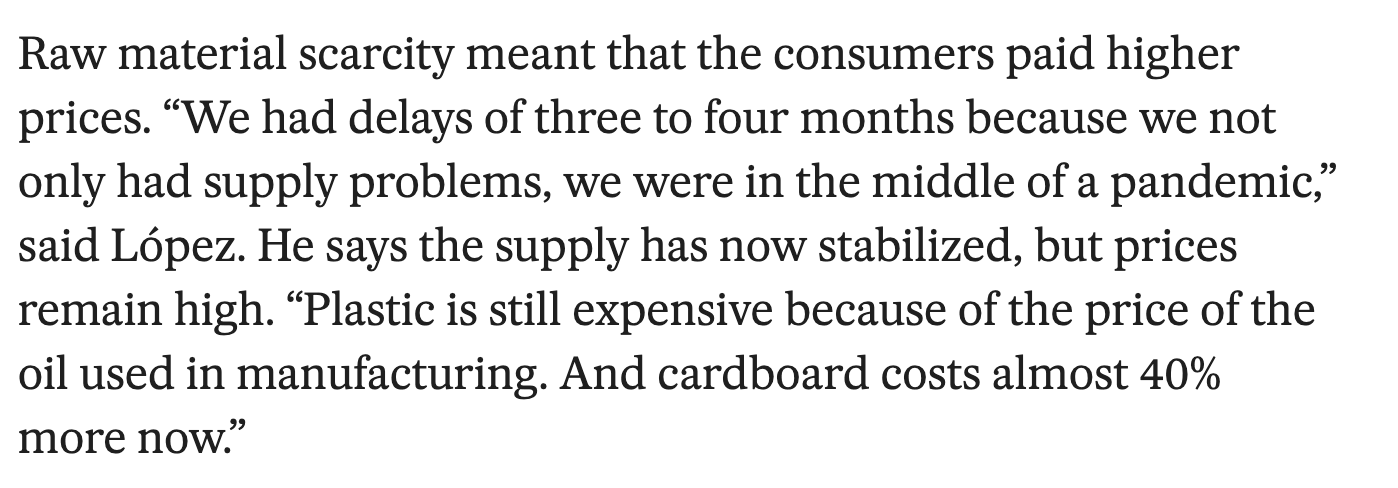 Raw material scarcity meant that the consumers paid higher
prices. “We had delays of three to four months because we not
only had supply problems, we were in the middle of a pandemic,”
said López. He says the supply has now stabilized, but prices
remain high. “Plastic is still expensive because of the price of the
oil used in manufacturing. And cardboard costs almost 40%
more now.”